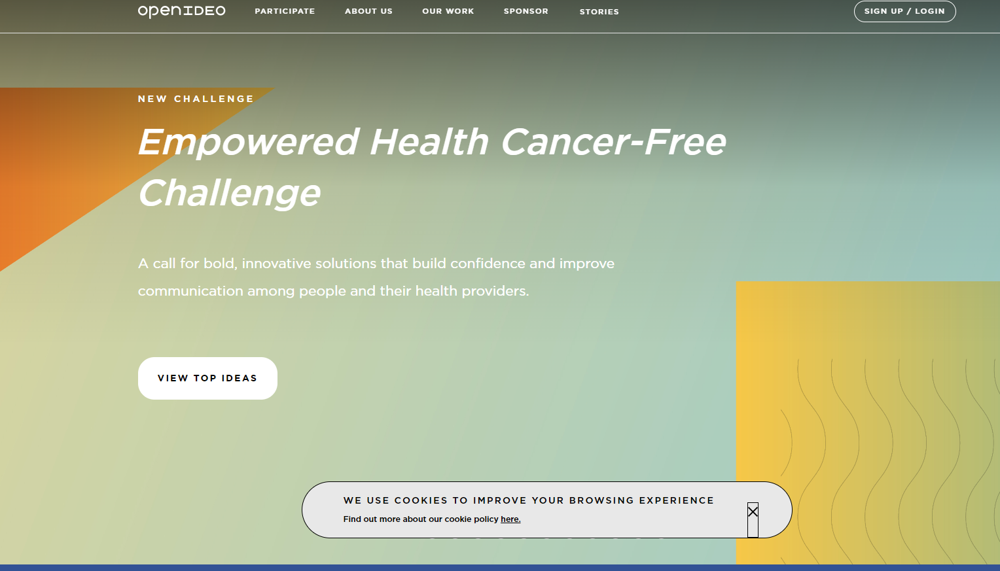 openIDEO
PARTICIPATE
ABOUT US
OUR WORK
SPONSOR
STORIES
SIGN UP / LOGIN
NEW CHALLENGE
Empowered Health Cancer-Free
Challenge
A call for bold, innovative solutions that build confidence and improve
communication among people and their health providers.
VIEW TOP IDEAS
WE USE COOKIES TO IMPROVE YOUR BROWSING EXPERIENCE
Find out more about our cookie policy here.